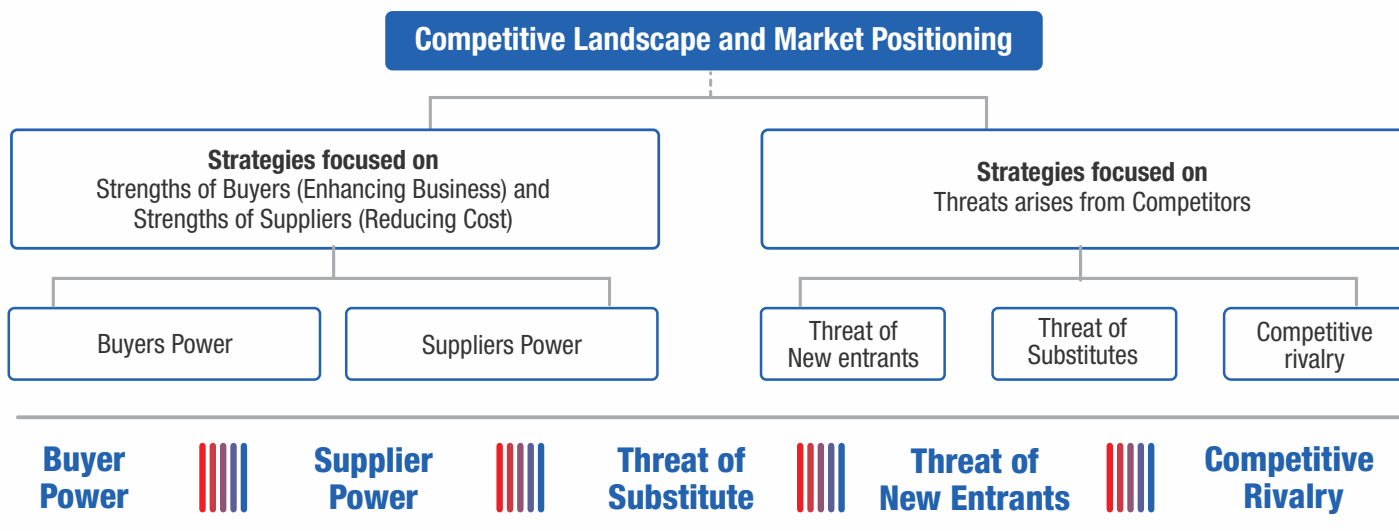 Competitive Landscape and Market Positioning
Strategies focused on
Strengths of Buyers (Enhancing Business) and
Strengths of Suppliers (Reducing Cost)
Strategies focused on
Threats arises from Competitors
Buyers Power
Suppliers Power
Threat of
New entrants
Threat of
Substitutes
Competitive
rivalry
Buyer
Power
Supplier
Power
Threat of
Substitute
Threat of
New Entrants
Competitive
Rivalry